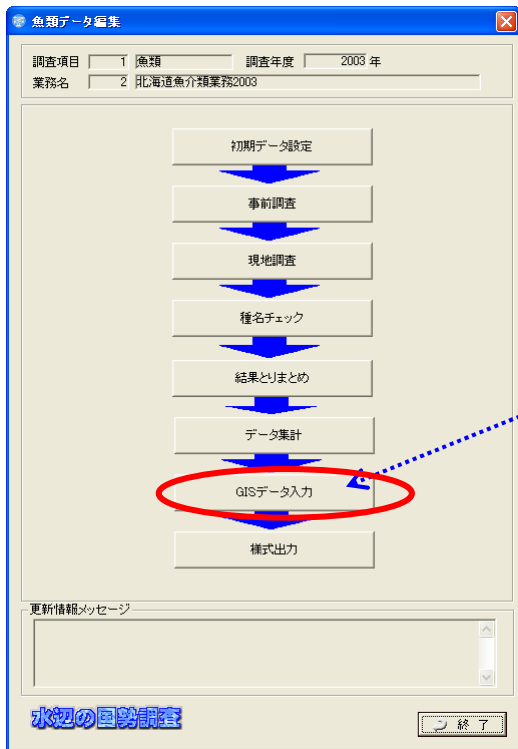 魚類データ編集
調査項目 1 魚類 調査年度 2003 年
業務名 2 北海道魚介類業務2003
初期データ設定
事前調査
現地調査
種名チェック
結果とりまとめ
データ集計
GISデータ入力
様式出力
更新情報メッセージ
水辺の国勢調査
終 了